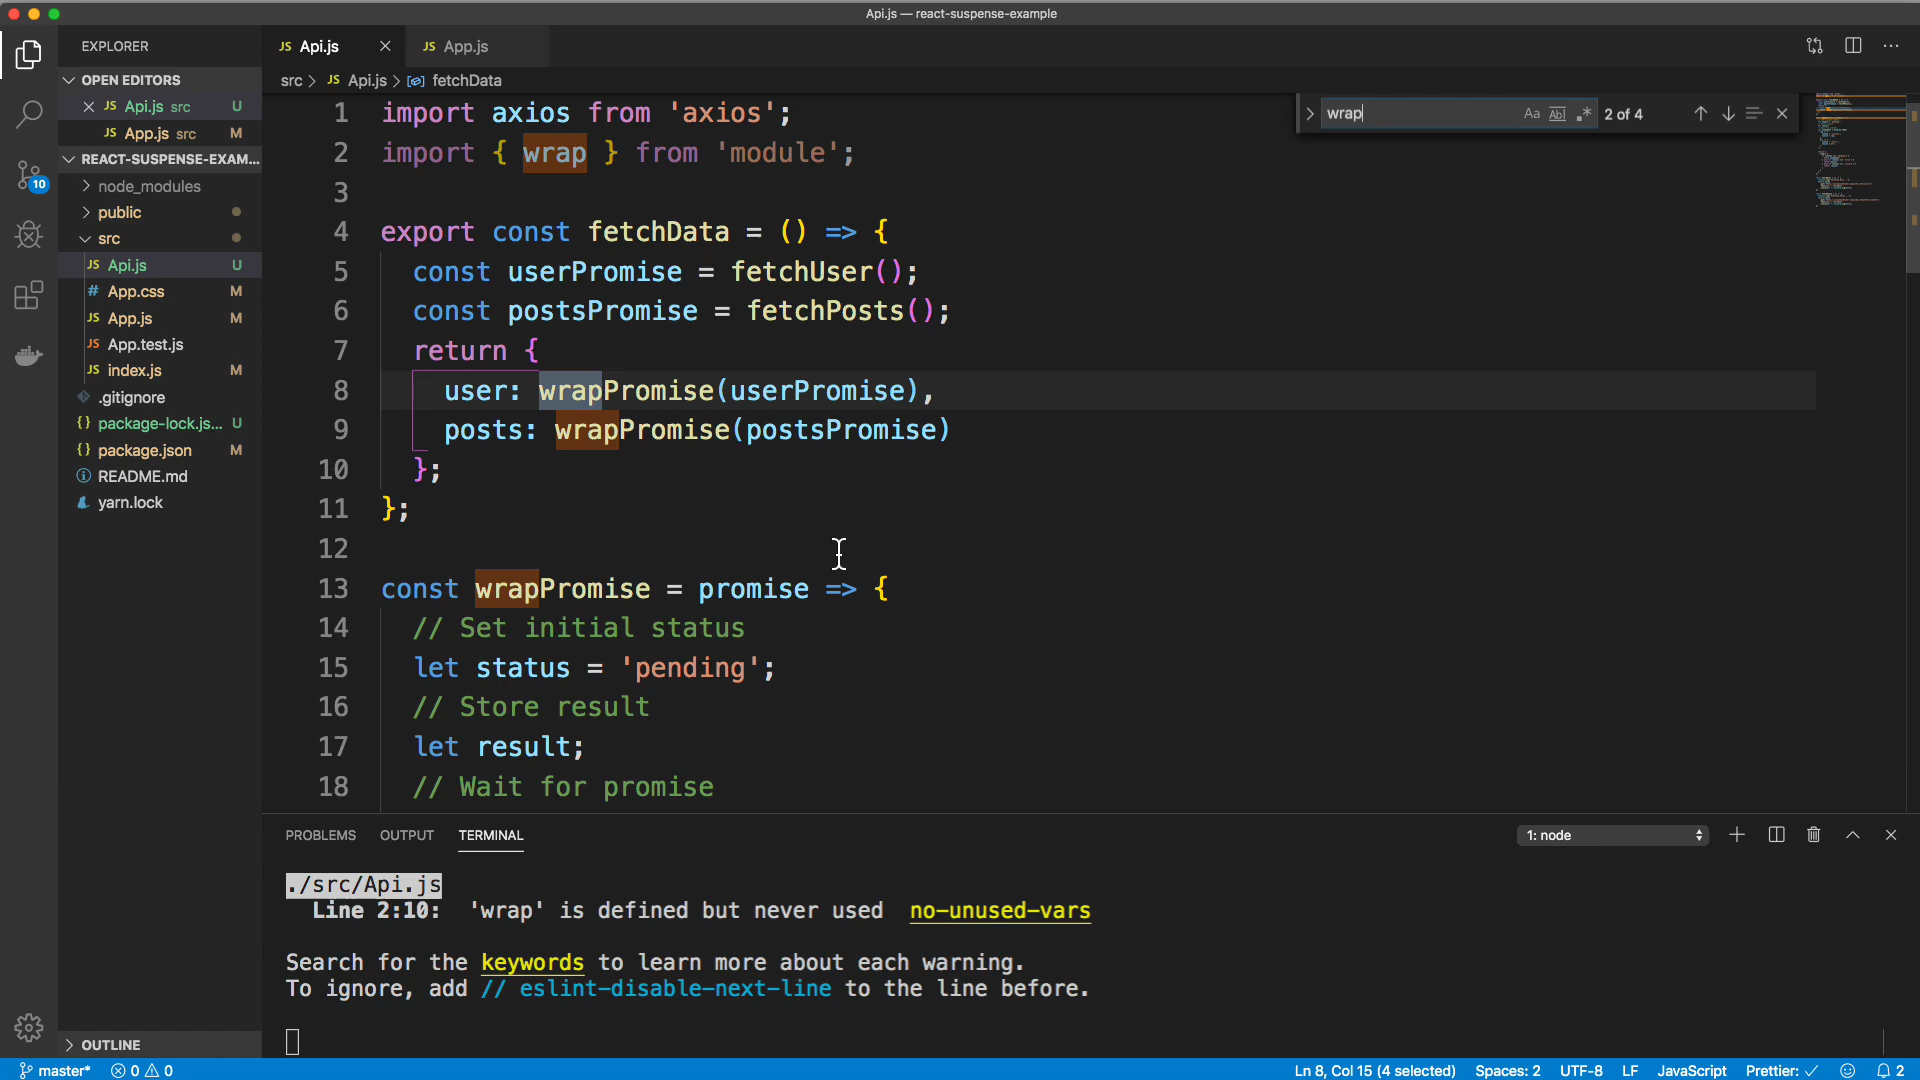 Api.js — react-suspense-example
EXPLORER
JS Api.js
JS App.js
OPEN EDITORS
src > JS Api.js > fetchData
JS Api.js src U
JS App.js src M
REACT-SUSPENSE-EXAM...
node_modules
public
src
JS Api.js U
# App.css M
JS App.js M
JS App.test.js
JS index.js M
.gitignore
{} package-lock.js... U
{} package.json M
README.md
yarn.lock
OUTLINE
10
wrap Aa Abl .* 2 of 4
1 import axios from 'axios';
2 import { wrap } from 'module';
3
4 export const fetchData = () => {
5 const userPromise = fetchUser();
6 const postsPromise = fetchPosts();
7 return {
8 user: wrapPromise(userPromise),
9 posts: wrapPromise(postsPromise)
10 };
11 };
12
13 const wrapPromise = promise => {
14 // Set initial status
15 let status = 'pending';
16 // Store result
17 let result;
18 // Wait for promise
PROBLEMS OUTPUT TERMINAL
1: node
./src/Api.js
Line 2:10: 'wrap' is defined but never used no-unused-vars
Search for the keywords to learn more about each warning.
To ignore, add // eslint-disable-next-line to the line before.
master* 0 0
Ln 8, Col 15 (4 selected) Spaces: 2 UTF-8 LF JavaScript Prettier: ✓ 2